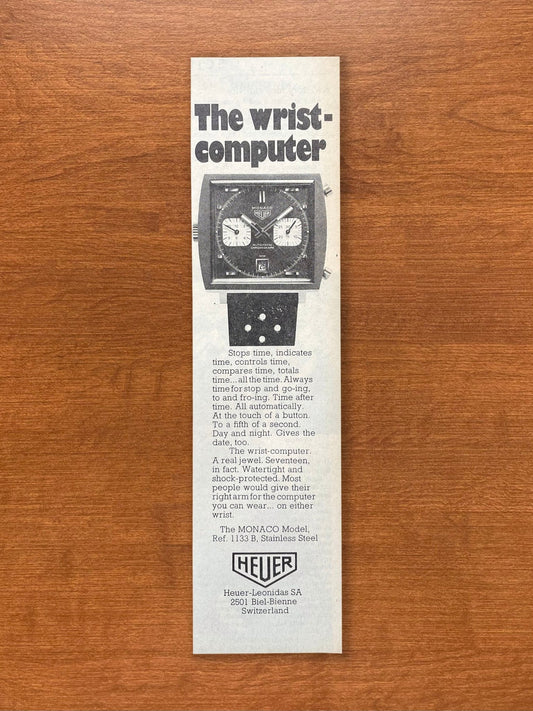 The wrist-
computer
MONACO
HEUER
AUTOMATIC
CHRONOGRAPH
Stops time, indicates
time, controls time,
compares time, totals
time... all the time. Always
time for stop and go-ing,
to and fro-ing. Time after
time. All automatically.
At the touch of a button.
To a fifth of a second.
Day and night. Gives the
date, too.
The wrist-computer.
A real jewel. Seventeen,
in fact. Watertight and
shock-protected. Most
people would give their
right arm for the computer
you can wear... on either
wrist.
The MONACO Model,
Ref. 1133 B, Stainless Steel
HEUER
Heuer-Leonidas SA
2501 Biel-Bienne
Switzerland